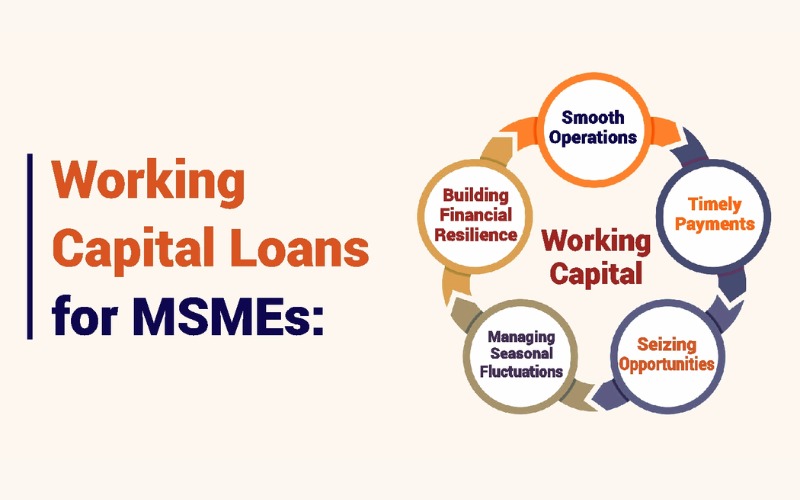 Working
Capital Loans
for MSMEs:
Smooth
Operations
Timely
Payments
Seizing
Opportunities
Managing
Seasonal
Fluctuations
Building
Financial
Resilience
Working
Capital